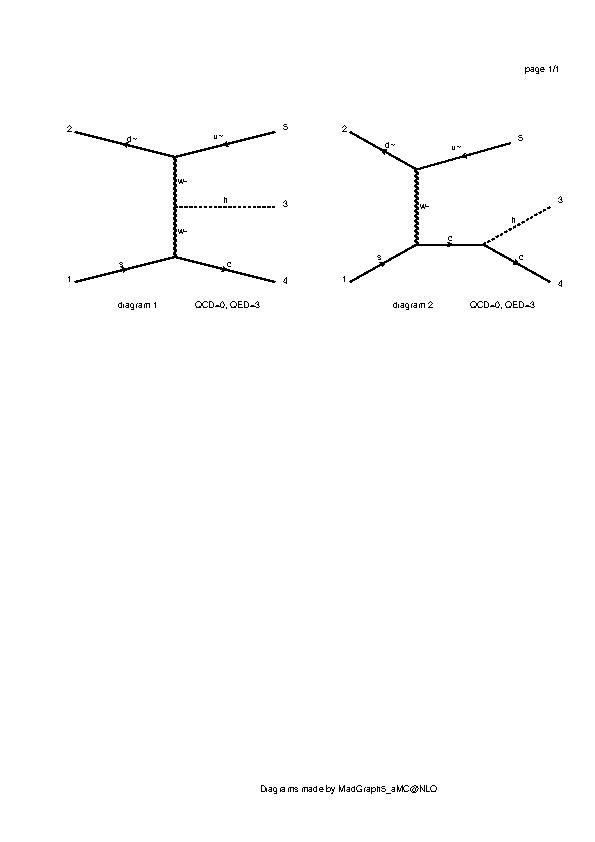 page 1/1
2
d~
u~
5
w-
h
3
w-
s
c
1
4
diagram 1 QCD=0, QED=3
2
d~
u~
5
w-
h
3
c
s
c
1
4
diagram 2 QCD=0, QED=3
Diagrams made by MadGraph5_aMC@NLO